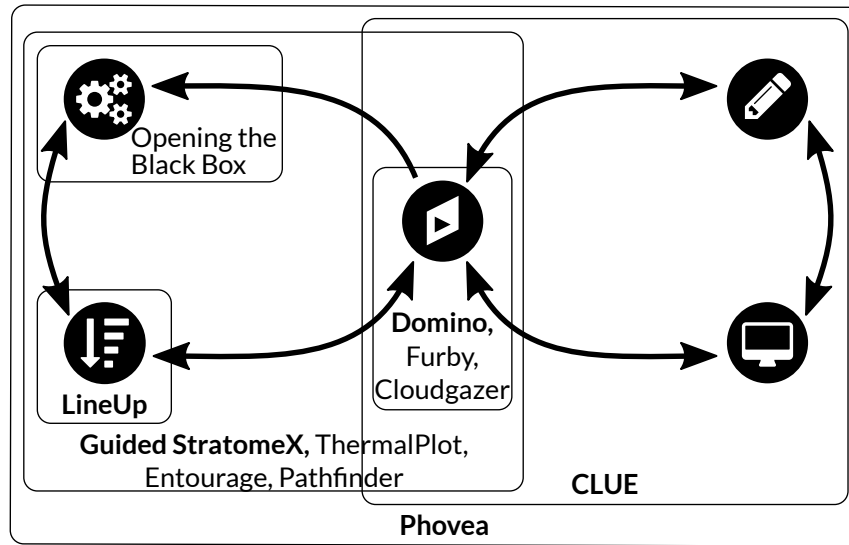 Opening the
Black Box
Domino,
Furby,
Cloudgazer
LineUp
Guided StratomeX, ThermalPlot,
Entourage, Pathfinder
CLUE
Phovea